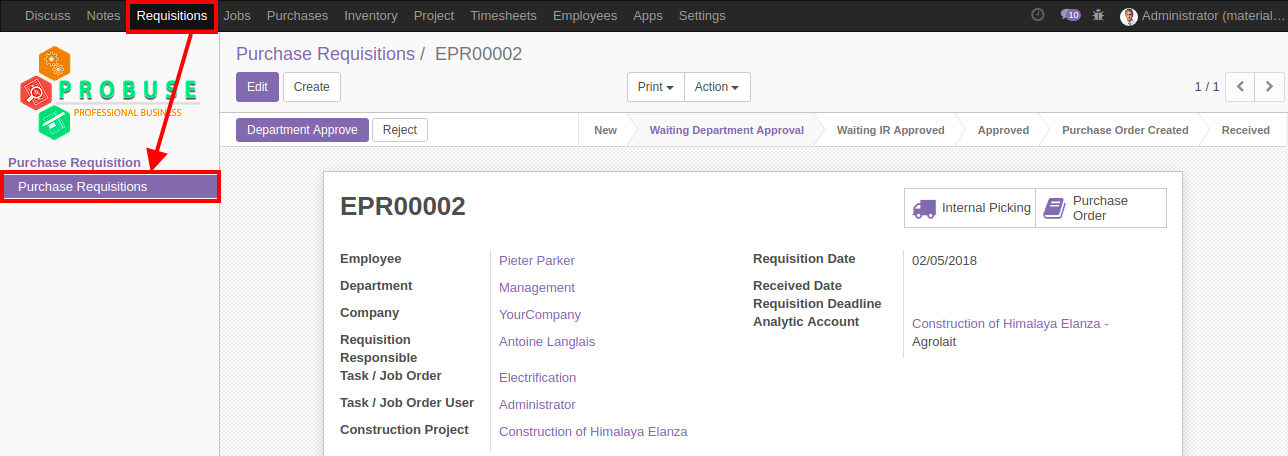 Discuss Notes Requisitions Jobs Purchases Inventory Project Timesheets Employees Apps Settings 10 Administrator (material...
PROBUSE
PROFESSIONAL BUSINESS
Purchase Requisition
Purchase Requisitions
Purchase Requisitions / EPR00002
Edit Create Print Action 1 / 1
Department Approve Reject New Waiting Department Approval Waiting IR Approved Approved Purchase Order Created Received
EPR00002
Internal Picking
Purchase
Order
Employee Pieter Parker
Department Management
Company YourCompany
Requisition
Responsible
Antoine Langlais
Task / Job Order Electrification
Task / Job Order User Administrator
Construction Project Construction of Himalaya Elanza
Requisition Date 02/05/2018
Received Date
Requisition Deadline
Analytic Account Construction of Himalaya Elanza -
Agrolait